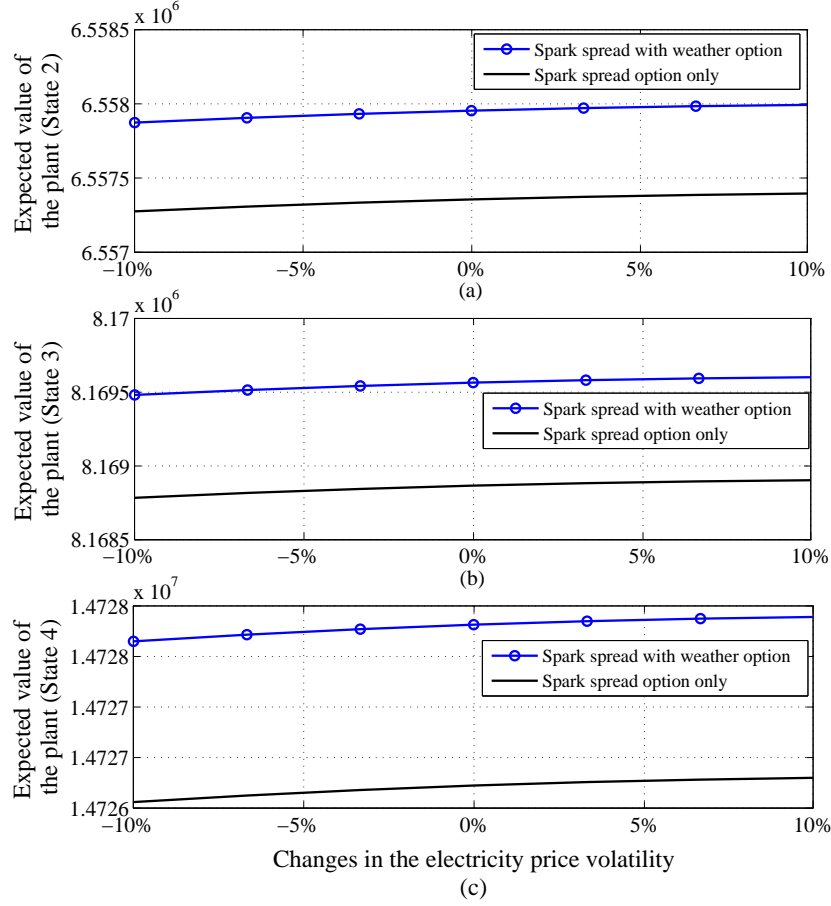 x 10^6
6.5585
6.558
6.5575
6.557
Expected value of
the plant (State 2)
Spark spread with weather option
Spark spread option only
−10% −5% 0% 5% 10%
(a)
x 10^6
8.17
8.1695
8.169
8.1685
Expected value of
the plant (State 3)
Spark spread with weather option
Spark spread option only
−10% −5% 0% 5% 10%
(b)
x 10^7
1.4728
1.4728
1.4727
1.4727
1.4726
Expected value of
the plant (State 4)
Spark spread with weather option
Spark spread option only
−10% −5% 0% 5% 10%
Changes in the electricity price volatility
(c)